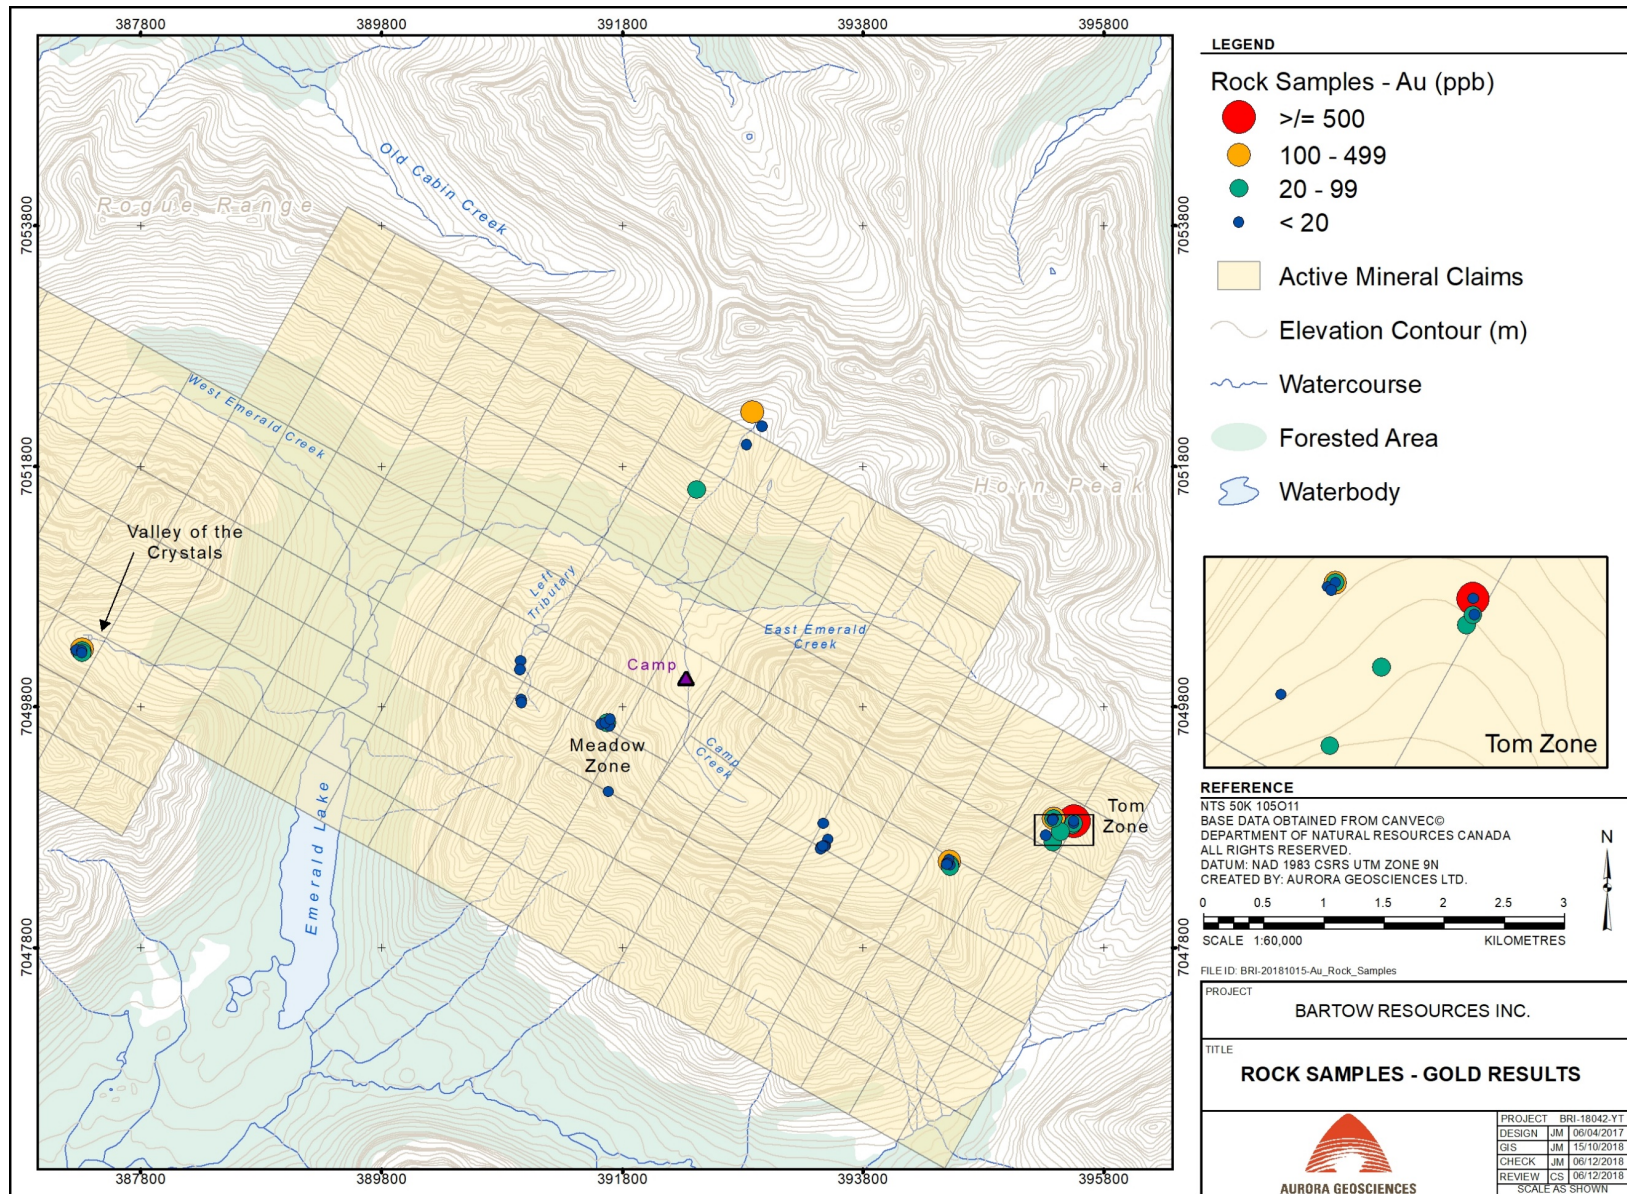 387800 389800 391800 393800 395800
7053800
7051800
7049800
7047800
7053800
7051800
7049800
7047800
387800 389800 391800 393800 395800
Rogue Range
Old Cabin Creek
West Emerald Creek
Horn Peak
Valley of the
Crystals
Left
Tributary
East Emerald
Creek
Camp
Meadow
Zone
Camp
Creek
Emerald Lake
Tom
Zone
LEGEND
Rock Samples - Au (ppb)
>/= 500
100 - 499
20 - 99
< 20
Active Mineral Claims
Elevation Contour (m)
Watercourse
Forested Area
Waterbody
Tom Zone
REFERENCE
NTS 50K 105O11
BASE DATA OBTAINED FROM CANVEC©
DEPARTMENT OF NATURAL RESOURCES CANADA
ALL RIGHTS RESERVED.
DATUM: NAD 1983 CSRS UTM ZONE 9N
CREATED BY: AURORA GEOSCIENCES LTD.
N
0 0.5 1 1.5 2 2.5 3
SCALE 1:60,000 KILOMETRES
FILE ID: BRI-20181015-Au_Rock_Samples
PROJECT
BARTOW RESOURCES INC.
TITLE
ROCK SAMPLES - GOLD RESULTS
AURORA GEOSCIENCES
PROJECT BRI-18042-YT
DESIGN JM 06/04/2017
GIS JM 15/10/2018
CHECK JM 06/12/2018
REVIEW CS 06/12/2018
SCALE AS SHOWN